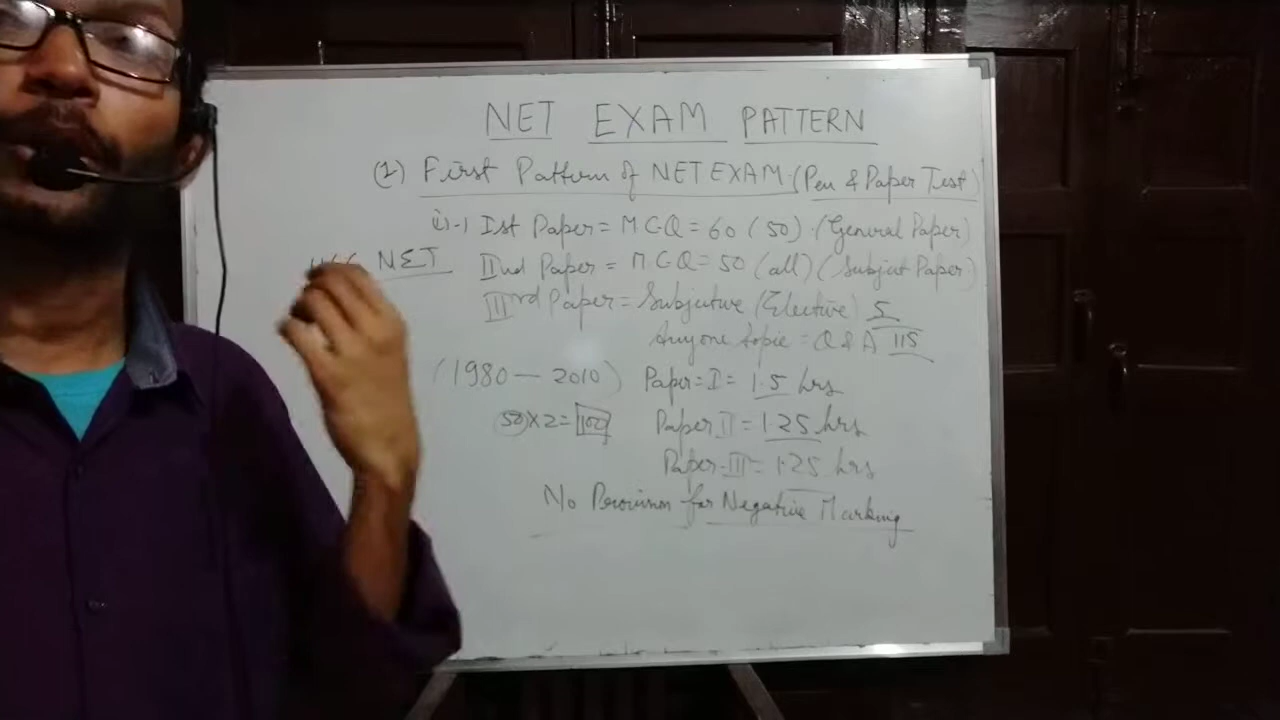 NET EXAM PATTERN
(1) First Pattern of NET EXAM. (Pen & Paper Test)
(i)-1 Ist Paper = MCQ = 60 (50). (General Paper)
NET
IInd Paper = MCQ = 50 (all) (Subject Paper)
IIIrd Paper = Subjective (Elective) 5
Anyone topic = Q & A 115
(1980 — 2010)
Paper-I = 1.5 hrs
50X2=100
Paper II = 1.25 hrs
Paper-III = 1.25 hrs
No Provision for Negative Marking